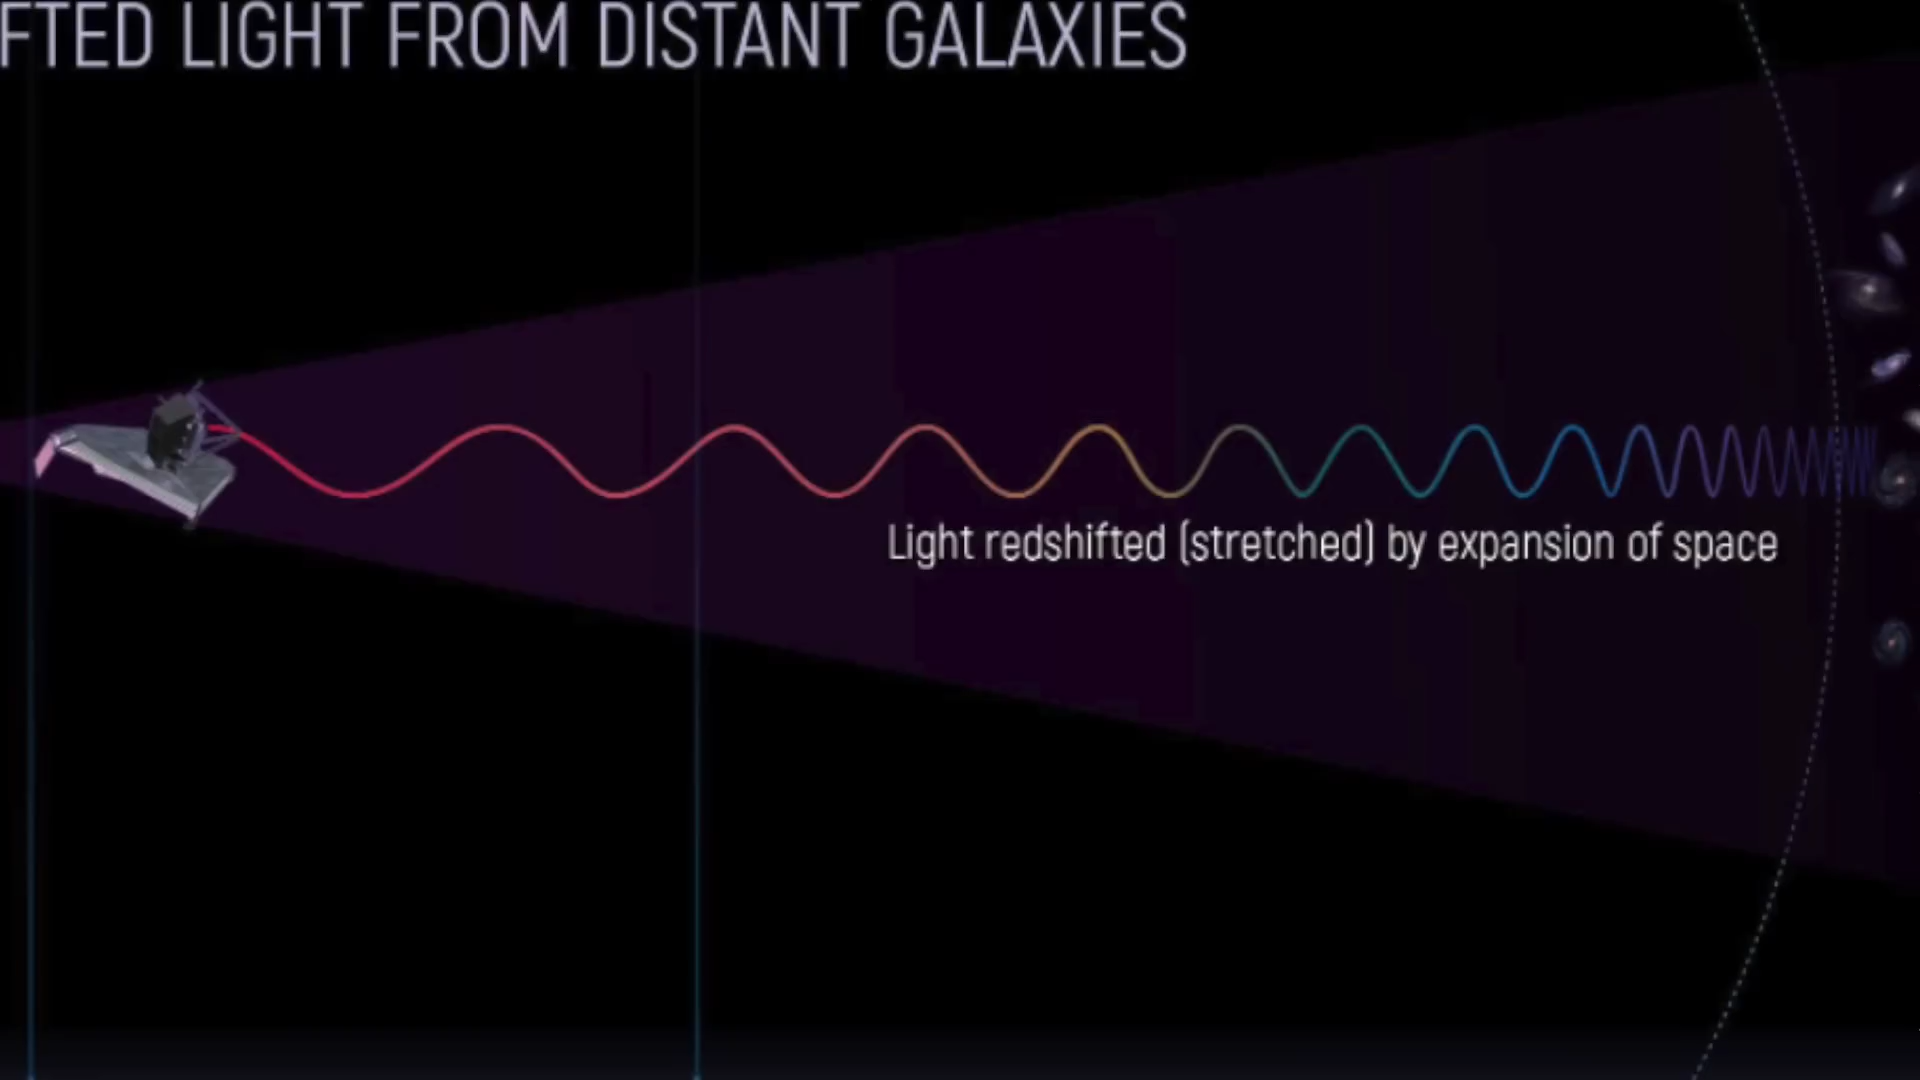 FTED LIGHT FROM DISTANT GALAXIES
Light redshifted (stretched) by expansion of space